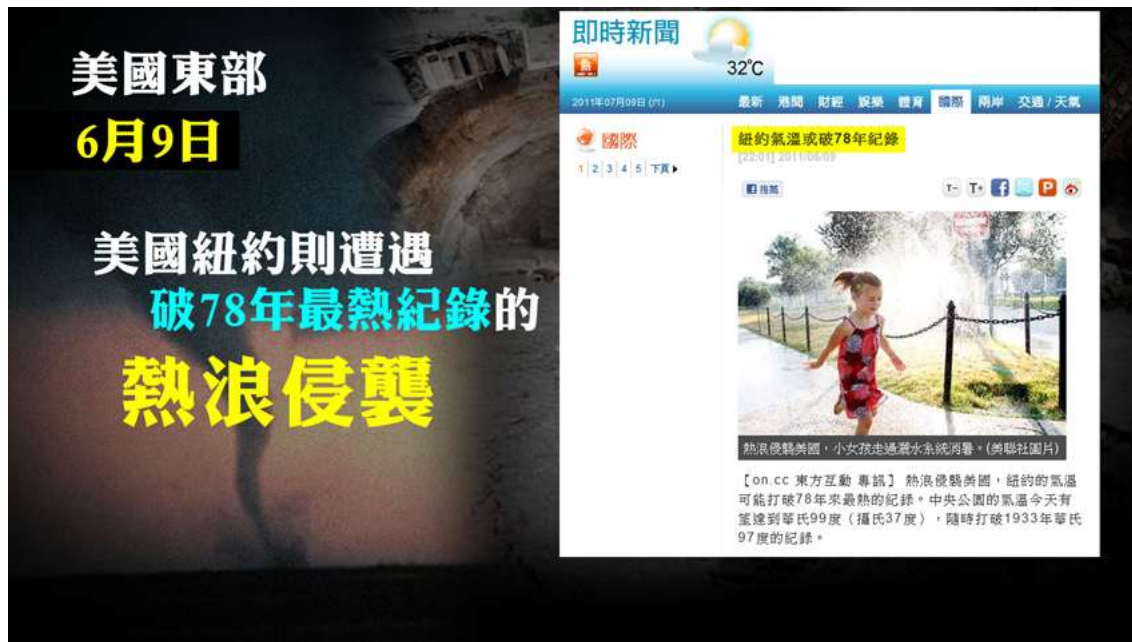 美國東部
6月9日
美國紐約則遭遇
破78年最熱紀錄的
熱浪侵襲
即時新聞
32℃
2011年07月09日 (六)
最新 港聞 財經 娛樂 體育 國際 兩岸 交通 / 天氣
國際
1 2 3 4 5 下頁
紐約氣溫或破78年紀錄
[22:01] 2011/06/09
推薦
T- T+
熱浪侵襲美國，小女孩走過灑水系統消暑。(美聯社圖片)
【on.cc 東方互動 專訊】 熱浪侵襲美國，紐約的氣溫
可能打破78年來最熱的紀錄。中央公園的氣溫今天有
望達到華氏99度（攝氏37度），隨時打破1933年華氏
97度的紀錄。